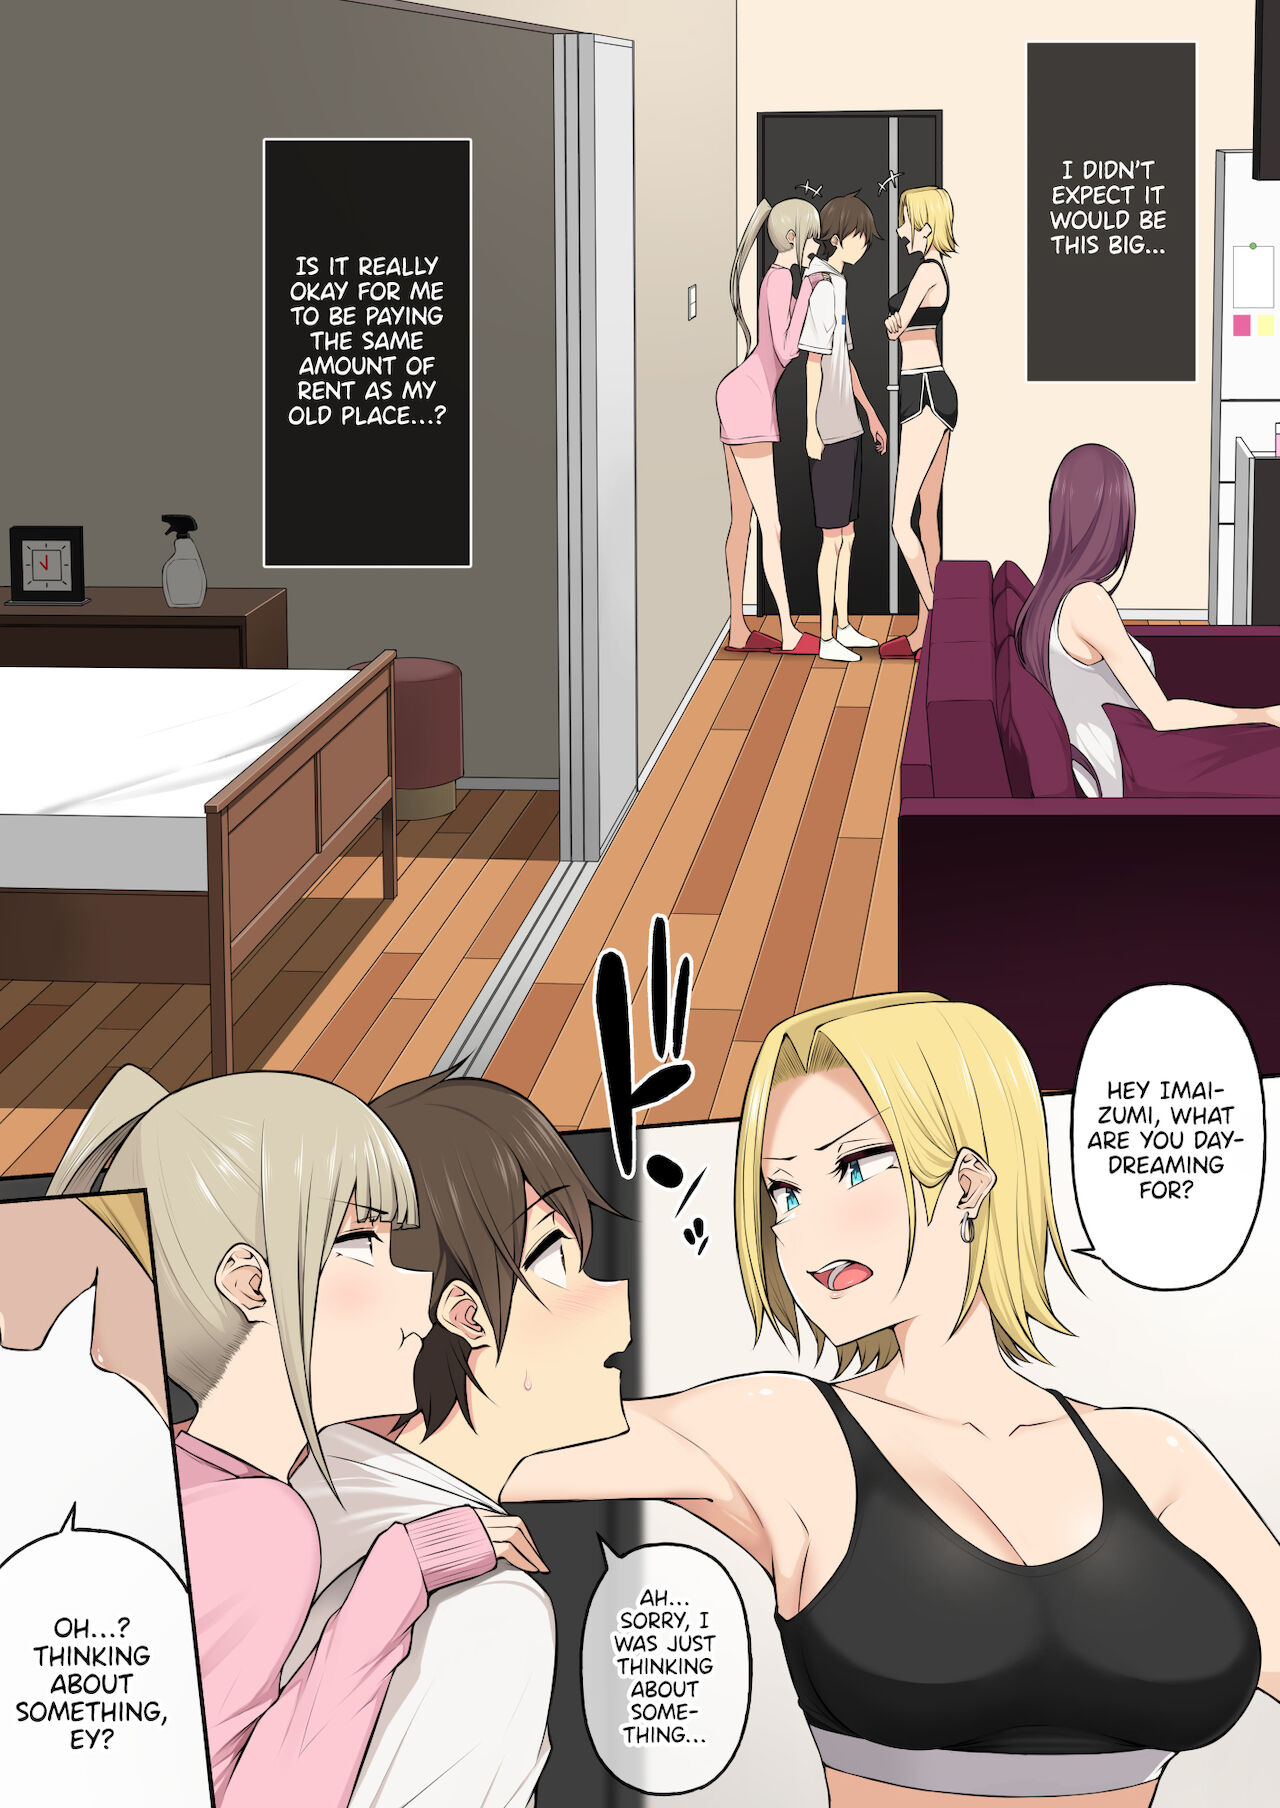 I DIDN'T
EXPECT IT
WOULD BE
THIS BIG...
IS IT REALLY
OKAY FOR ME
TO BE PAYING
THE SAME
AMOUNT OF
RENT AS MY
OLD PLACE...?
HEY IMAI-
ZUMI, WHAT
ARE YOU DAY-
DREAMING
FOR?
ドン
AH...
SORRY, I
WAS JUST
THINKING
ABOUT
SOME-
THING...
OH...?
THINKING
ABOUT
SOMETHING,
EY?